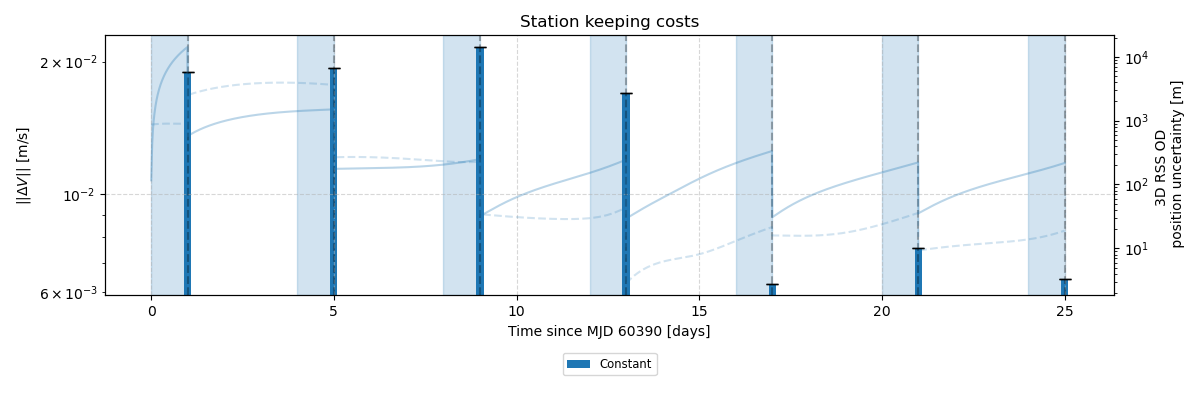 Station keeping costs
||ΔV|| [m/s]
2 × 10⁻²
10⁻²
6 × 10⁻³
10⁴
10³
10²
10¹
3D RSS OD
position uncertainty [m]
0 5 10 15 20 25
Time since MJD 60390 [days]
Constant